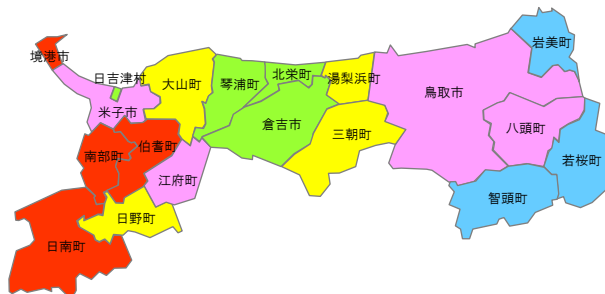 境港市
岩美町
日吉津村
大山町
琴浦町
北栄町
湯梨浜町
鳥取市
米子市
倉吉市
三朝町
八頭町
南部町
伯耆町
若桜町
江府町
智頭町
日野町
日南町